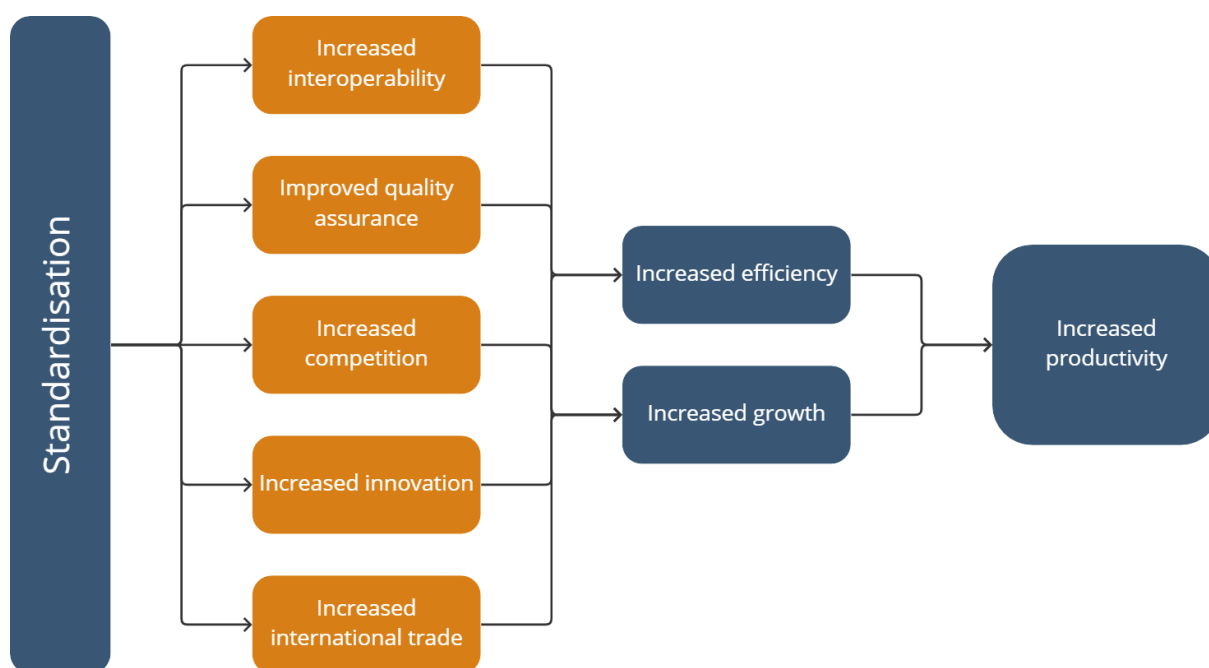 Standardisation
Increased
interoperability
Improved quality
assurance
Increased
competition
Increased innovation
Increased
international trade
Increased efficiency
Increased growth
Increased
productivity